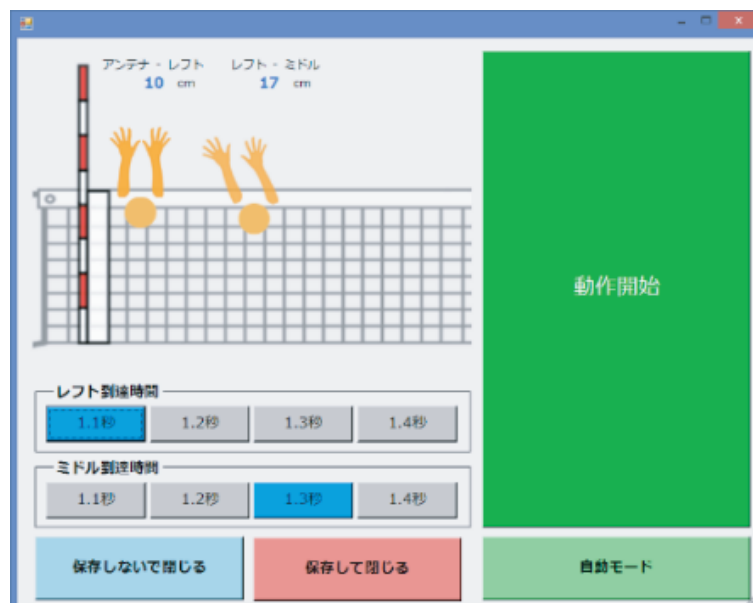 アンテナ - レフト レフト - ミドル
10 cm 17 cm
動作開始
レフト到達時間
1.1秒 1.2秒 1.3秒 1.4秒
ミドル到達時間
1.1秒 1.2秒 1.3秒 1.4秒
保存しないで閉じる 保存して閉じる 自動モード